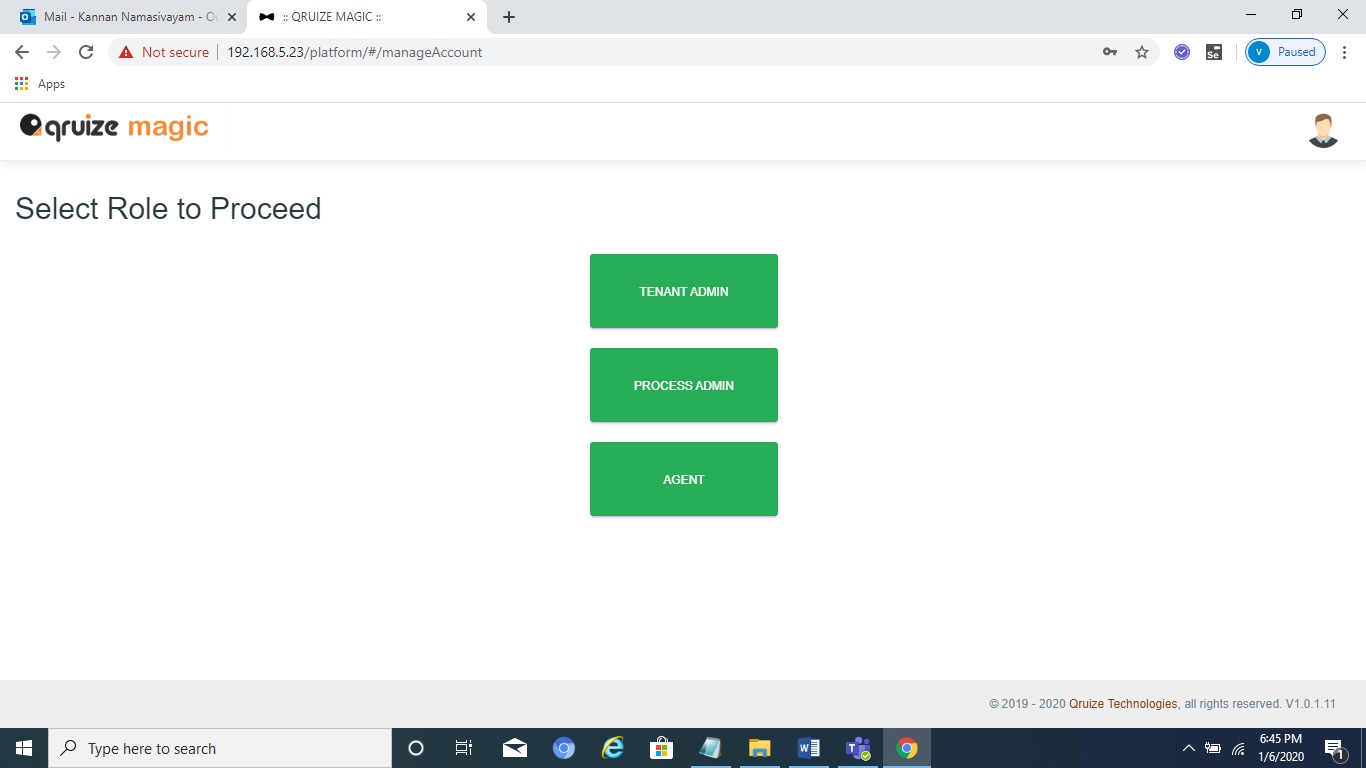 Mail - Kannan Namasivayam - Ou
:: QRUIZE MAGIC ::
Not secure
192.168.5.23/platform/#/manageAccount
Se
V
Paused
Apps
qruize magic
Select Role to Proceed
TENANT ADMIN
PROCESS ADMIN
AGENT
© 2019 - 2020 Qruize Technologies, all rights reserved. V1.0.1.11
Type here to search
6:45 PM
1/6/2020
1